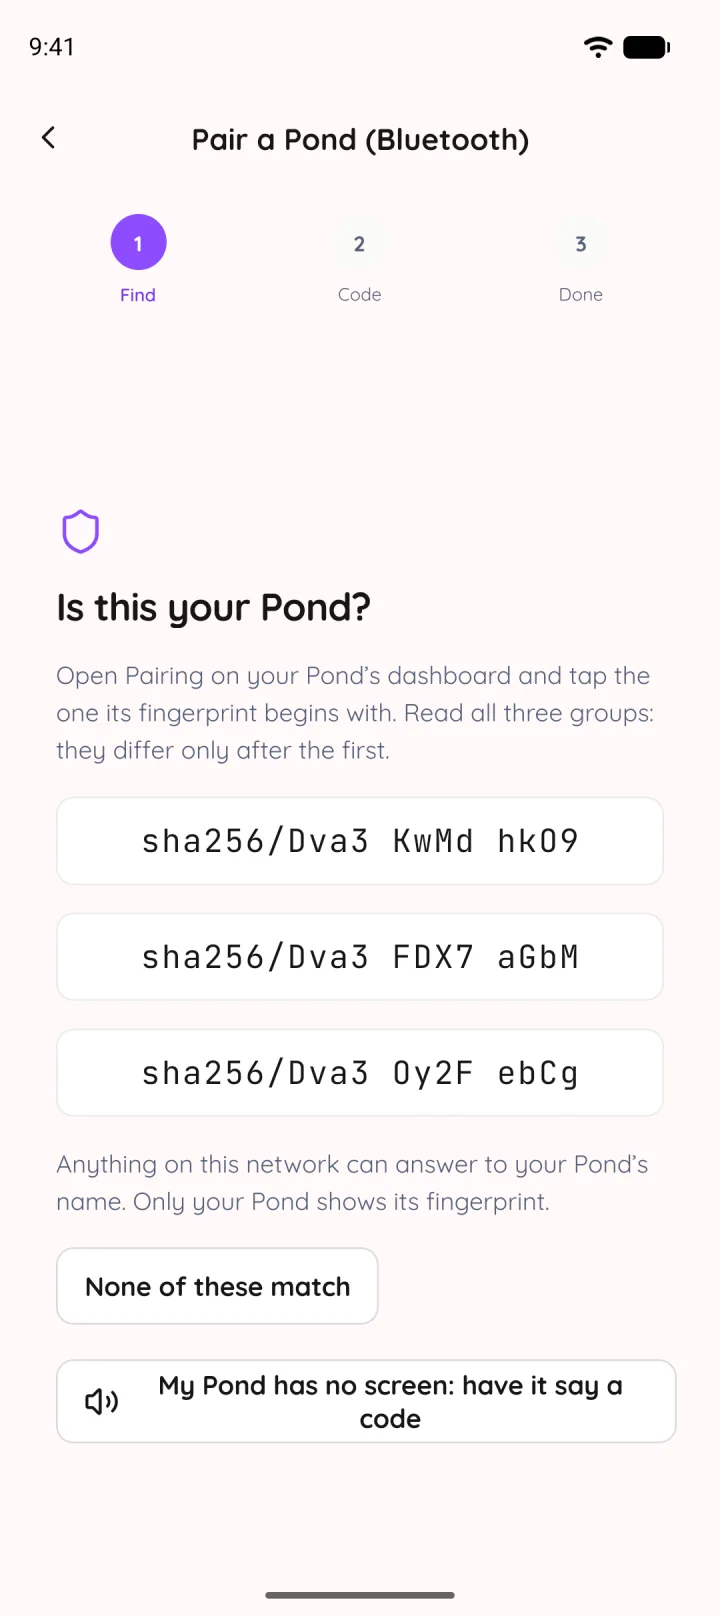 9:41
Pair a Pond (Bluetooth)
1
2
3
Find
Code
Done
Is this your Pond?
Open Pairing on your Pond’s dashboard and tap the
one its fingerprint begins with. Read all three groups:
they differ only after the first.
sha256/Dva3 KwMd hkO9
sha256/Dva3 FDX7 aGbM
sha256/Dva3 Oy2F ebCg
Anything on this network can answer to your Pond’s
name. Only your Pond shows its fingerprint.
None of these match
My Pond has no screen: have it say a
code